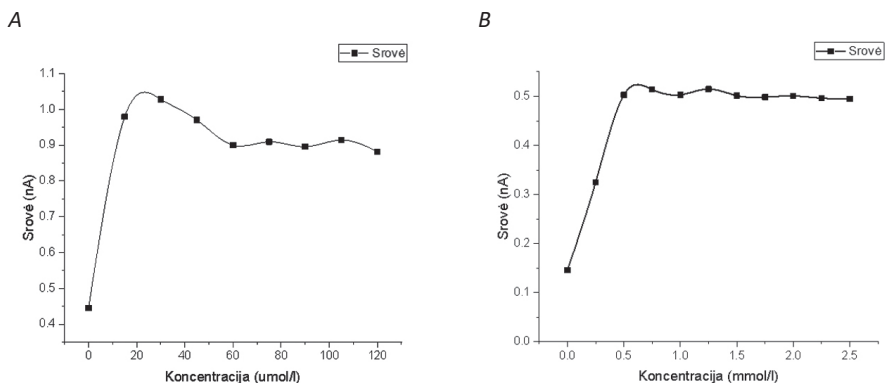 A
Srovė
1.1
1.0
0.9
0.8
0.7
0.6
0.5
0.4
Srovė (nA)
0 20 40 60 80 100 120
Koncentracija (umol/l)
B
Srovė
0.5
0.4
0.3
0.2
0.1
0.0
Srovė (nA)
0.0 0.5 1.0 1.5 2.0 2.5
Koncentracija (mmol/l)